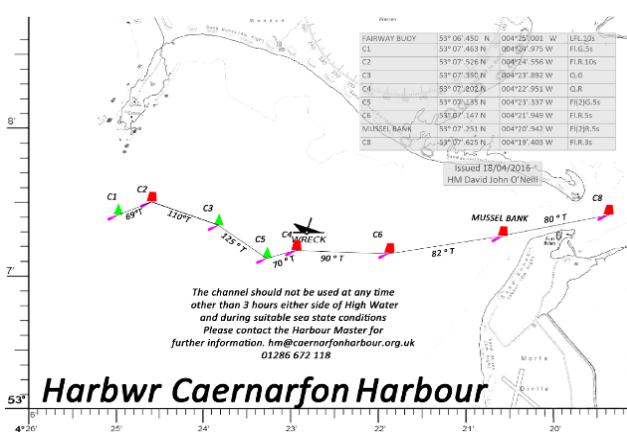 Menai
FAIRWAY BUOY 53° 06'.450 N 004°25'.001 W LFL.10s
C1 53° 07'.463 N 004°24'.975 W Fl.G.5s
C2 53° 07'.526 N 004°24'.556 W Fl.R.10s
C3 53° 07'.390 N 004°23'.892 W Q.G
C4 53° 07'.202 N 004°22'.951 W Q.R
C5 53° 07'.135 N 004°23'.337 W Fl(2)G.5s
C6 53° 07'.147 N 004°21'.949 W Fl.R.5s
MUSSEL BANK 53° 07'.251 N 004°20'.942 W Fl(2)R.5s
C8 53° 07'.625 N 004°19'.403 W Fl.R.3s
Issued 18/04/2016
HM David John O'Neill
8'
C1
C2
C3
C5
C4
WRECK
C6
MUSSEL BANK
C8
69°T
110°T
125° T
70° T
90° T
82° T
80° T
7'
The channel should not be used at any time
other than 3 hours either side of High Water
and during suitable sea state conditions
Please contact the Harbour Master for
further information. hm@caernarfonharbour.org.uk
01286 672 118
Morfa
Dinlle
53°
Harbwr Caernarfon Harbour
4°26' 25' 24' 23' 22' 21' 20'